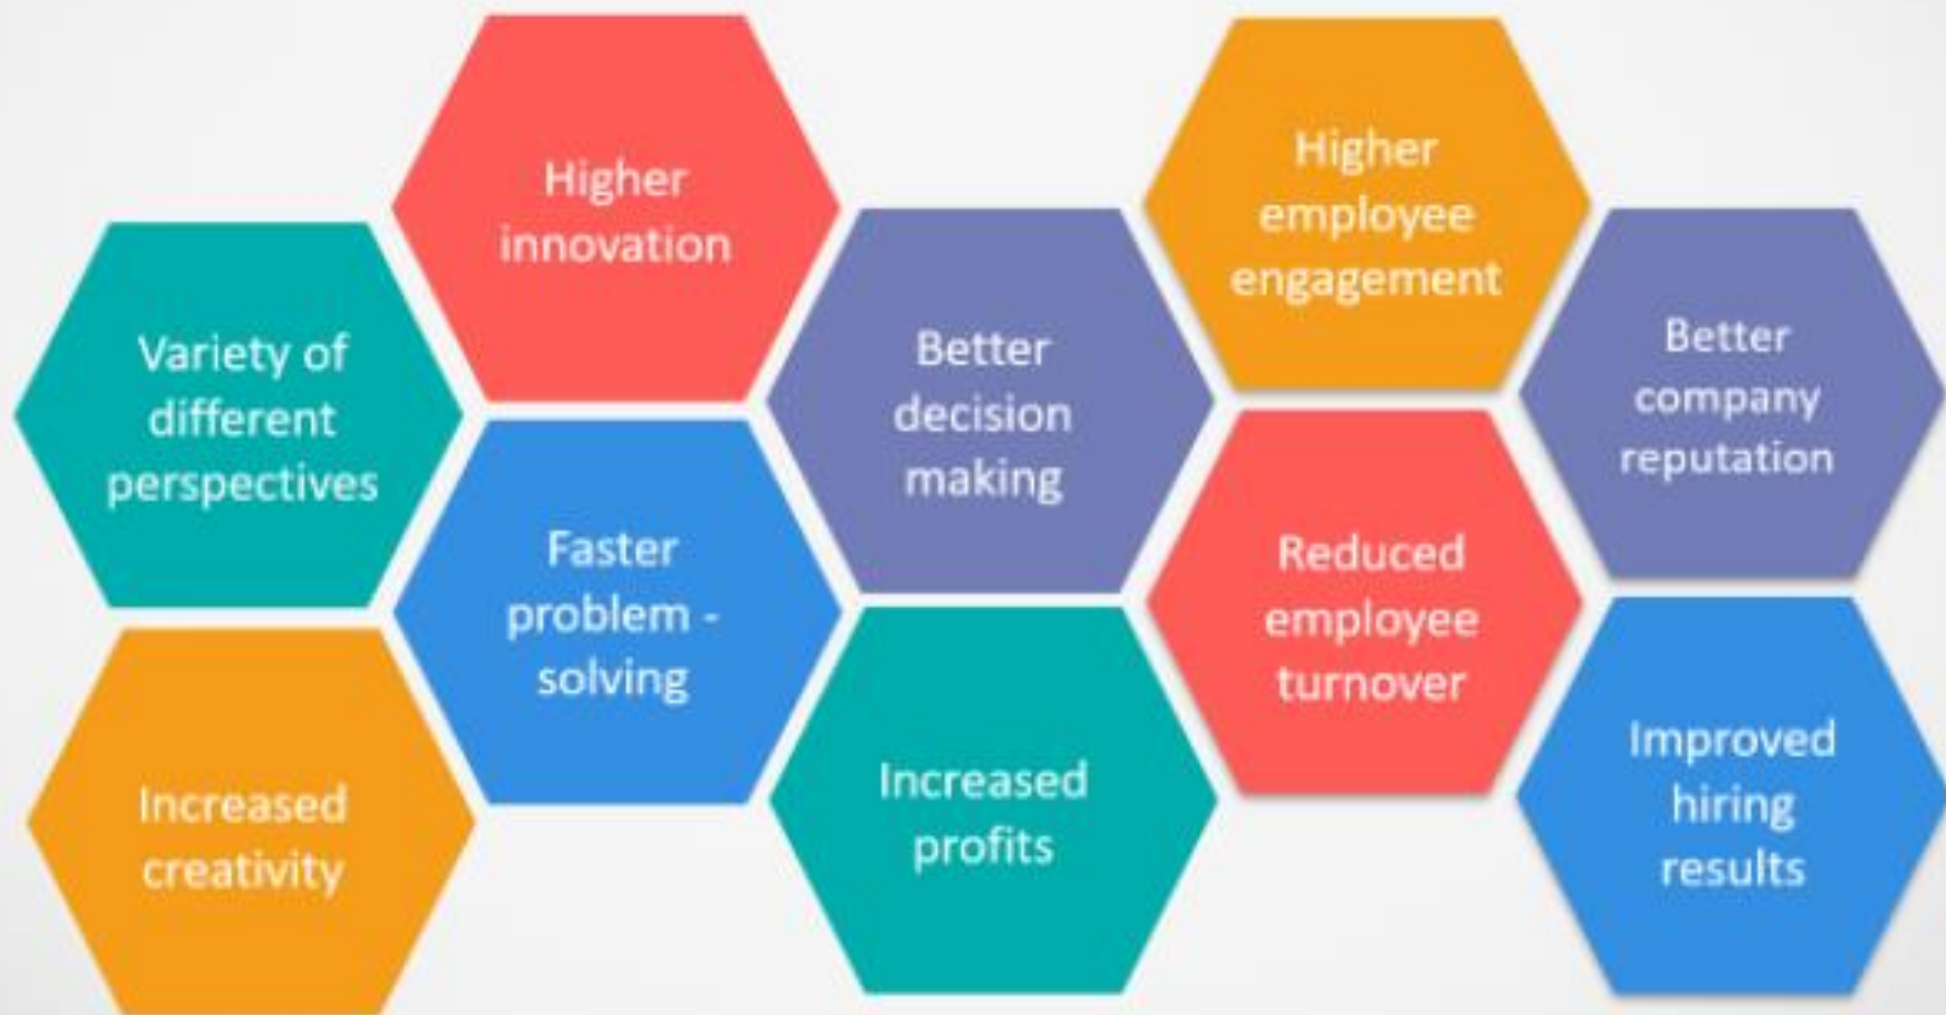 Variety of
different
perspectives
Increased
creativity
Higher
innovation
Faster
problem -
solving
Better
decision
making
Increased
profits
Higher
employee
engagement
Reduced
employee
turnover
Better
company
reputation
Improved
hiring
results